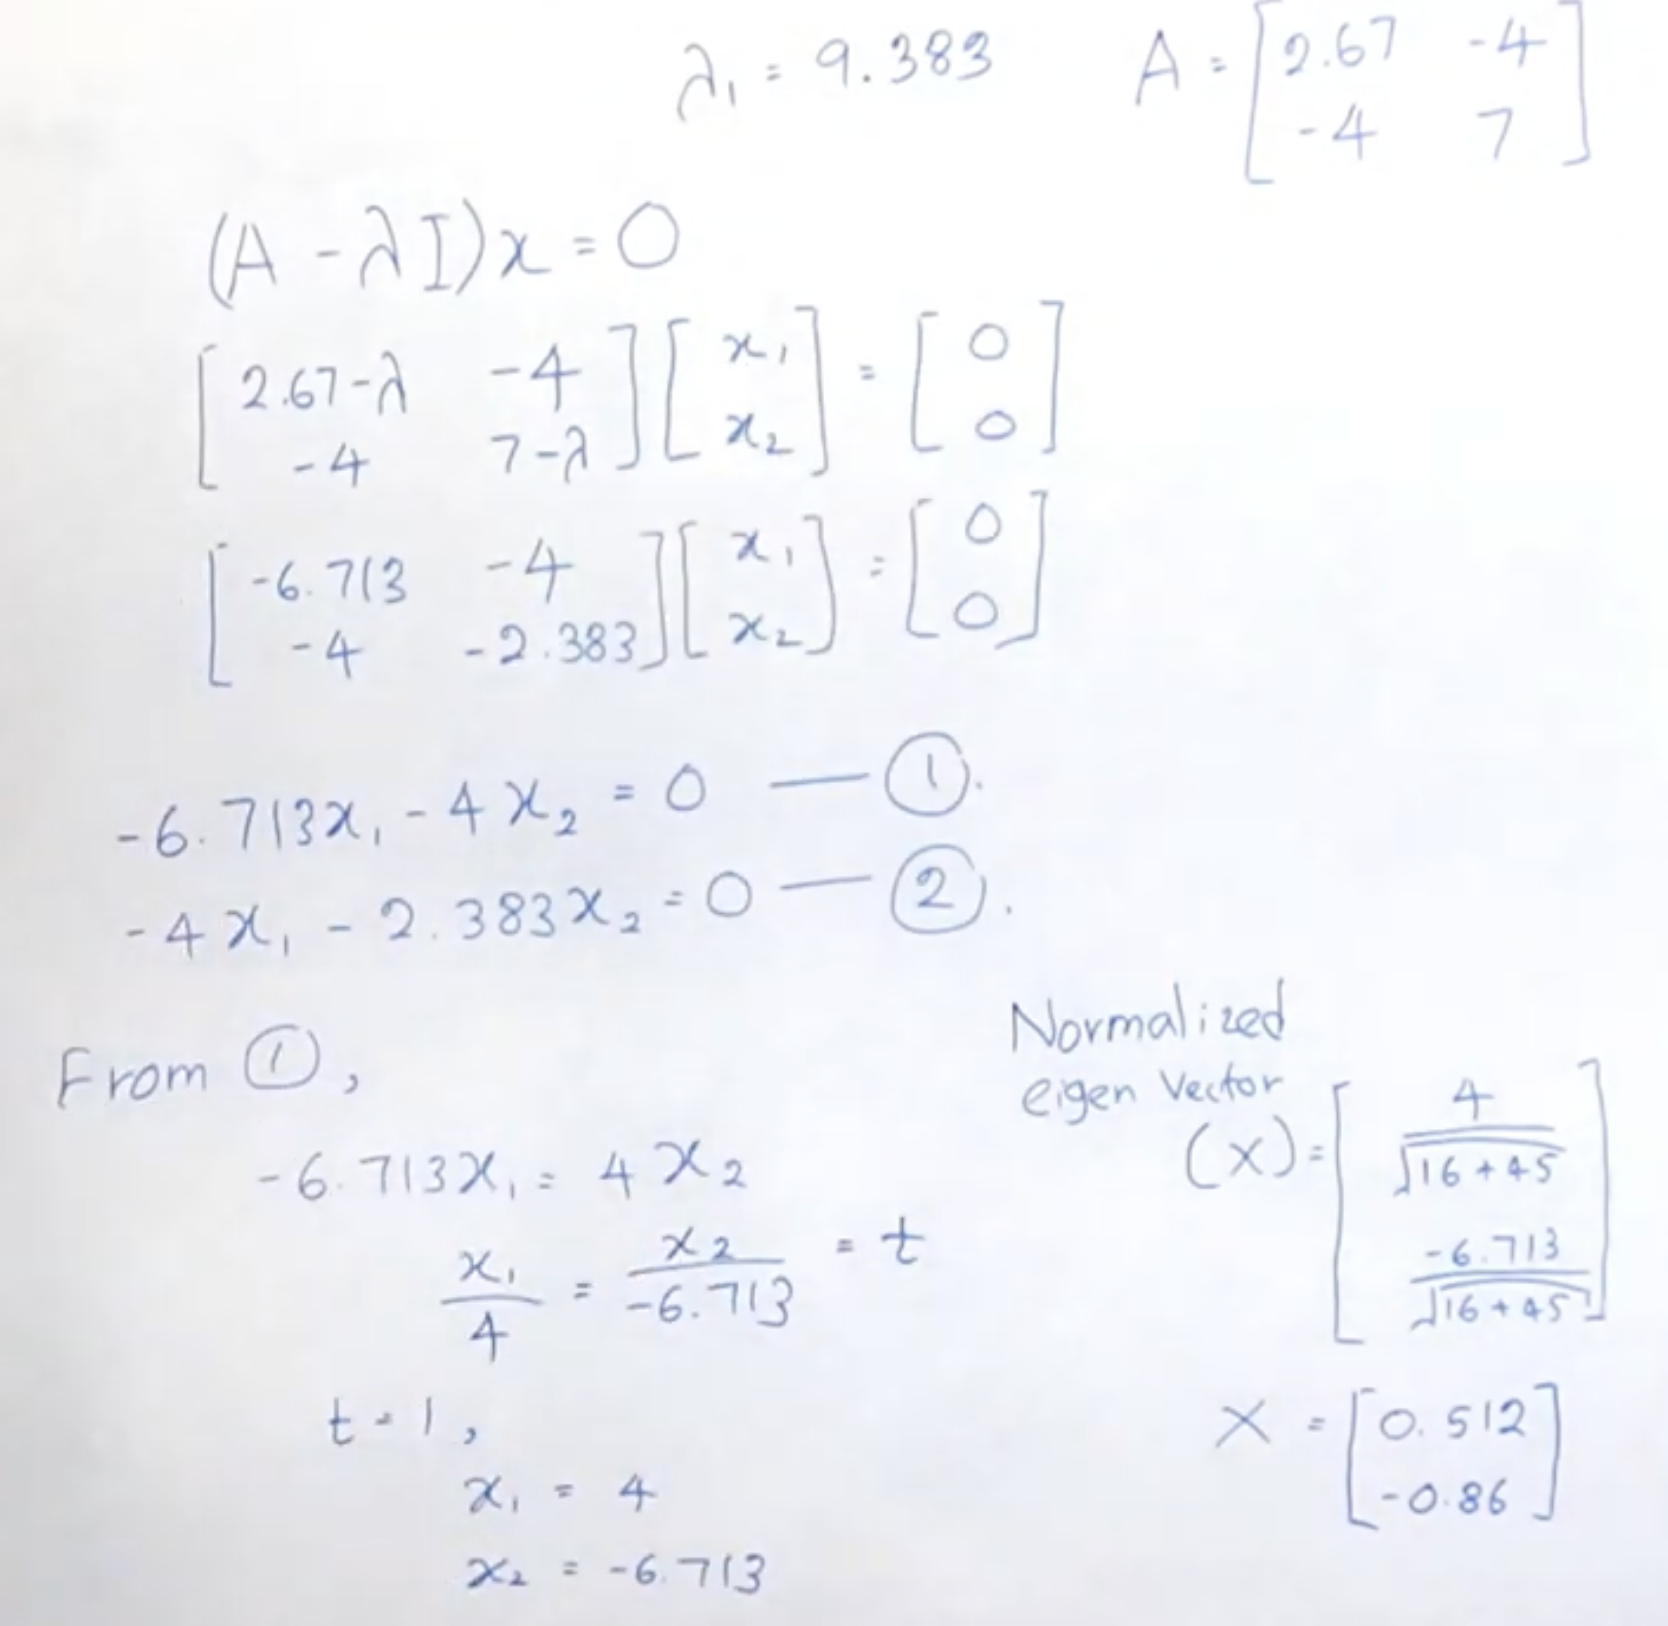 λ₁ = 9.383 A = [2.67 -4
-4 7]
(A - λI)x = 0
[2.67-λ -4
-4 7-λ] [x₁
x₂] = [0
0]
[-6.713 -4
-4 -2.383] [x₁
x₂] = [0
0]
-6.713x₁ - 4x₂ = 0 — ①.
-4x₁ - 2.383x₂ = 0 — ②.
From ①,
-6.713x₁ = 4x₂
x₁/4 = x₂/-6.713 = t
t = 1,
x₁ = 4
x₂ = -6.713
Normalized
eigen Vector
(X) = [4/√16+45
-6.713/√16+45]
X = [0.512
-0.86]